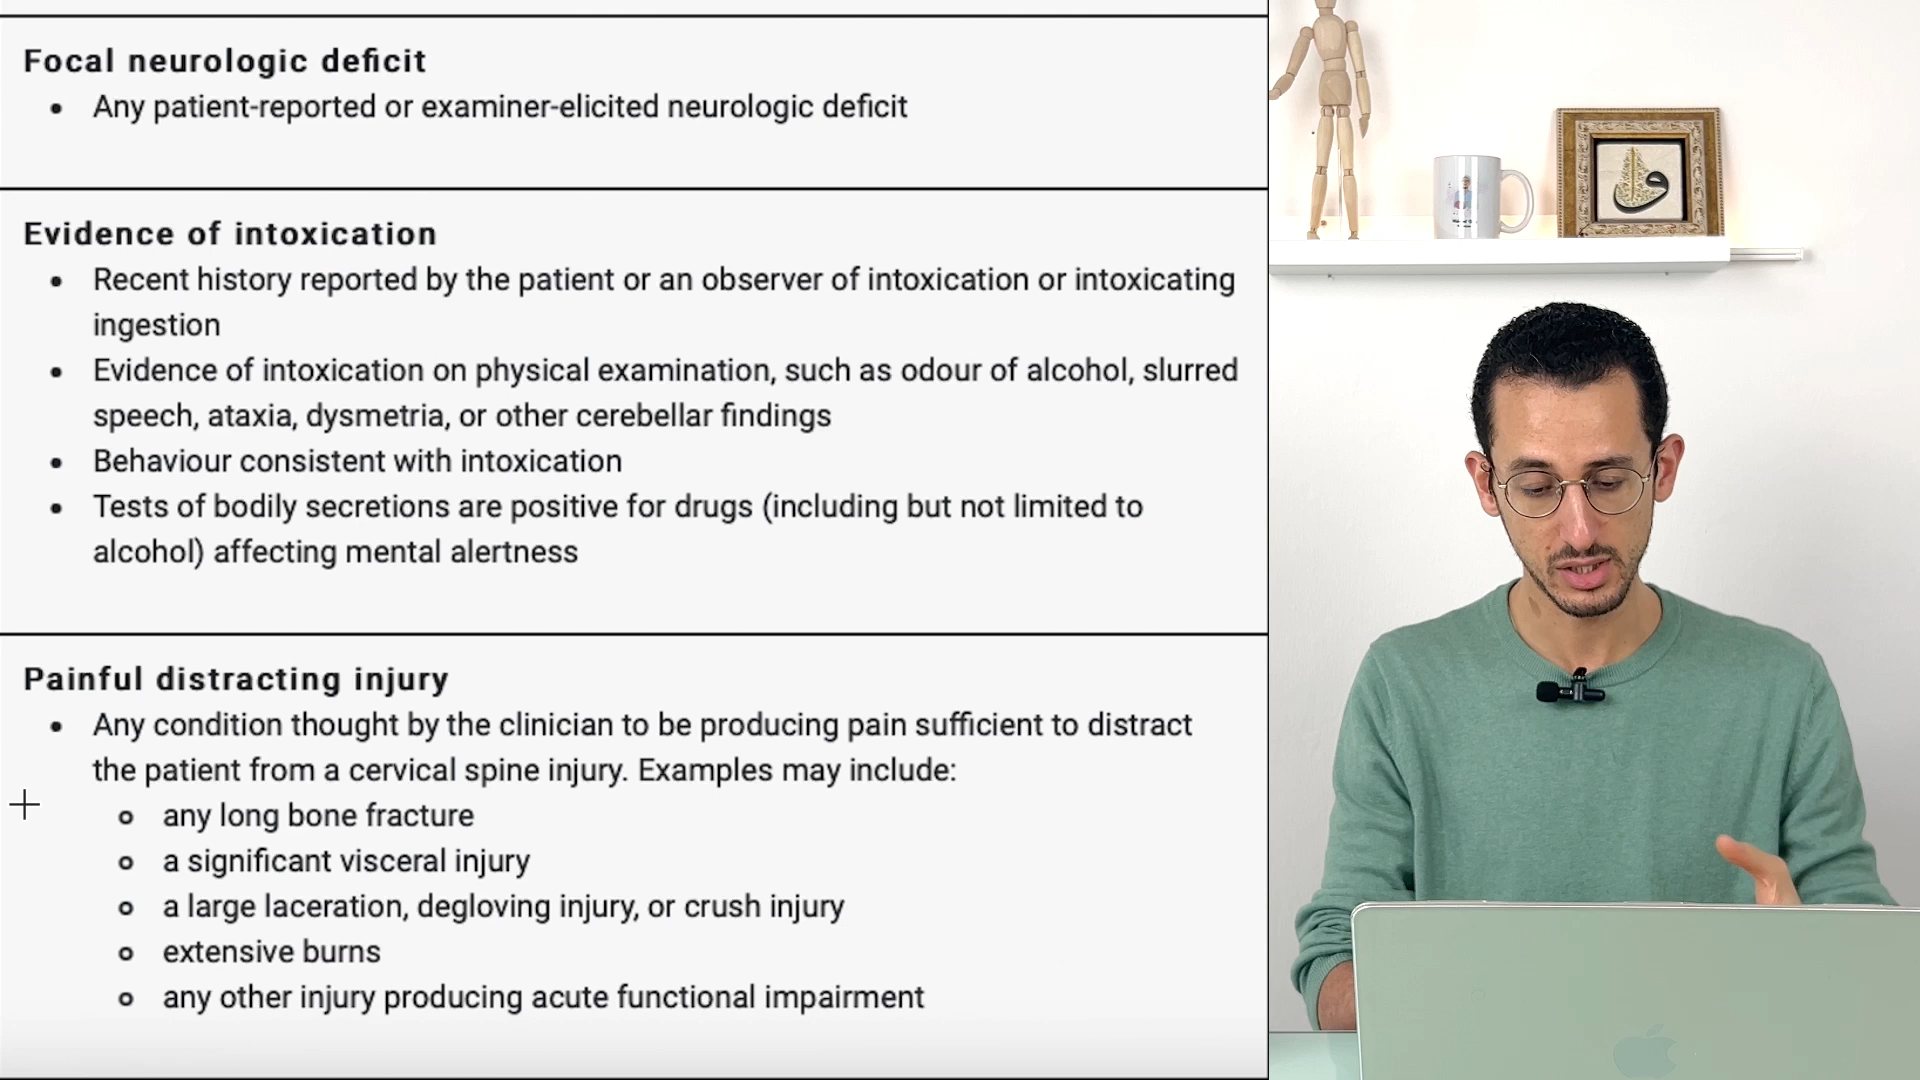 Focal neurologic deficit
• Any patient-reported or examiner-elicited neurologic deficit
Evidence of intoxication
• Recent history reported by the patient or an observer of intoxication or intoxicating
ingestion
• Evidence of intoxication on physical examination, such as odour of alcohol, slurred
speech, ataxia, dysmetria, or other cerebellar findings
• Behaviour consistent with intoxication
• Tests of bodily secretions are positive for drugs (including but not limited to
alcohol) affecting mental alertness
Painful distracting injury
• Any condition thought by the clinician to be producing pain sufficient to distract
the patient from a cervical spine injury. Examples may include:
o any long bone fracture
o a significant visceral injury
o a large laceration, degloving injury, or crush injury
o extensive burns
o any other injury producing acute functional impairment
و